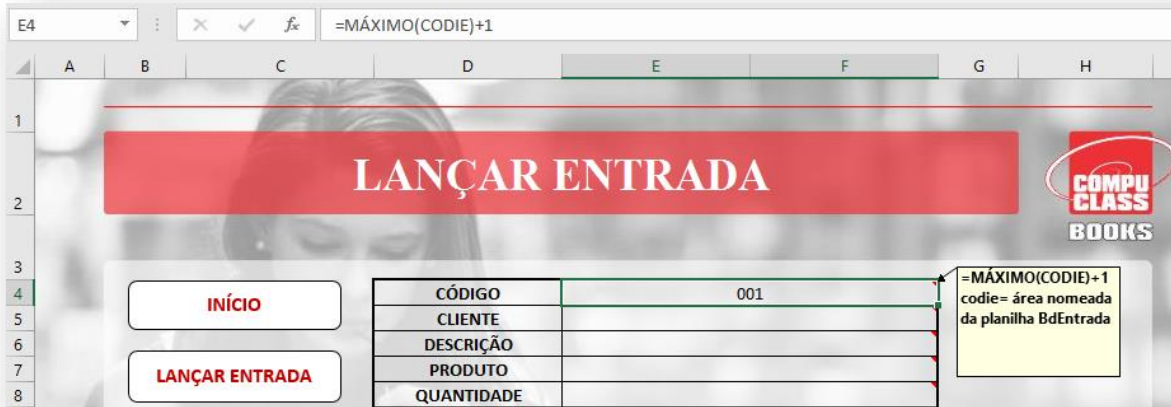 E4 fx =MÁXIMO(CODIE)+1
A B C D E F G H
1
LANÇAR ENTRADA
2
COMPU
CLASS
BOOKS
3
4 INÍCIO CÓDIGO 001 =MÁXIMO(CODIE)+1
codie= área nomeada
da planilha BdEntrada
5 CLIENTE
6 DESCRIÇÃO
7 LANÇAR ENTRADA PRODUTO
8 QUANTIDADE